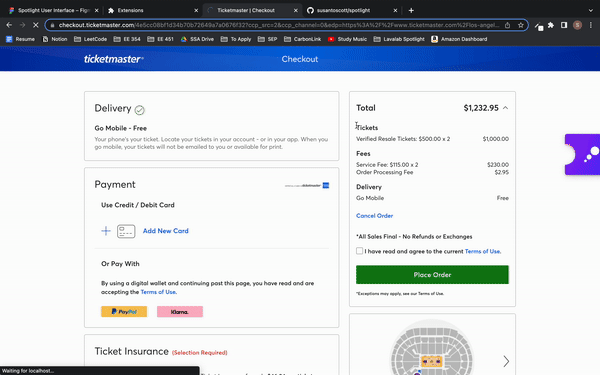 Spotlight User Interface – Fig
Extensions
Ticketmaster | Checkout
susantoscott/spotlight
checkout.ticketmaster.com/4e5cc08bf1d34b70b72649a7a0676f32?ccp_src=2&ccp_channel=0&edp=https%3A%2F%2Fwww.ticketmaster.com%2Flos-angel...
Resume
Notion
LeetCode
EE 354
EE 451
SSA Drive
To Apply
SEP
CarbonLink
Study Music
Lavalab Spotlight
Amazon Dashboard
ticketmaster
Checkout
Delivery
Go Mobile - Free
Your phone's your ticket. Locate your tickets in your account - or in your app. When you
go mobile, your tickets will not be emailed to you or available for print.
Payment
Use Credit / Debit Card
Add New Card
Or Pay With
By using a digital wallet and continuing past this page, you have read and are
accepting the Terms of Use.
PayPal
Klarna.
Ticket Insurance (Selection Required)
Total $1,232.95
Tickets
Verified Resale Tickets: $500.00 x 2 $1,000.00
Fees
Service Fee: $115.00 x 2 $230.00
Order Processing Fee $2.95
Delivery
Go Mobile Free
Cancel Order
*All Sales Final - No Refunds or Exchanges
I have read and agree to the current Terms of Use.
Place Order
*Exceptions may apply, see our Terms of Use.
Waiting for localhost...